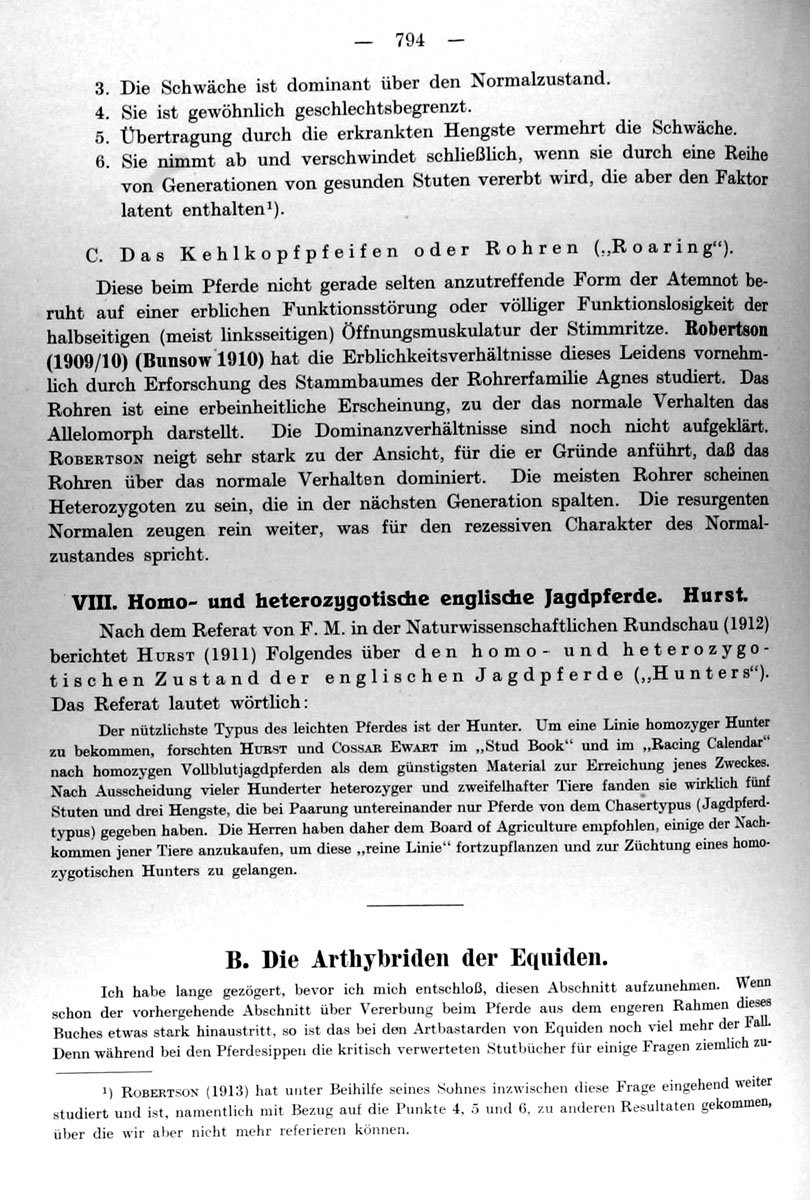 — 794 —
3. Die Schwäche ist dominant über den Normalzustand.
4. Sie ist gewöhnlich geschlechtsbegrenzt.
5. Übertragung durch die erkrankten Hengste vermehrt die Schwäche.
6. Sie nimmt ab und verschwindet schließlich, wenn sie durch eine Reihe
von Generationen von gesunden Stuten vererbt wird, die aber den Faktor
latent enthalten¹).
C. Das Kehlkopfpfeifen oder Rohren („Roaring“).
Diese beim Pferde nicht gerade selten anzutreffende Form der Atemnot be-
ruht auf einer erblichen Funktionsstörung oder völliger Funktionslosigkeit der
halbseitigen (meist linksseitigen) Öffnungsmuskulatur der Stimmritze. Robertson
(1909/10) (Bunsow 1910) hat die Erblichkeitsverhältnisse dieses Leidens vornehm-
lich durch Erforschung des Stammbaumes der Rohrerfamilie Agnes studiert. Das
Rohren ist eine erbeinheitliche Erscheinung, zu der das normale Verhalten das
Allelomorph darstellt. Die Dominanzverhältnisse sind noch nicht aufgeklärt.
ROBERTSON neigt sehr stark zu der Ansicht, für die er Gründe anführt, daß das
Rohren über das normale Verhalten dominiert. Die meisten Rohrer scheinen
Heterozygoten zu sein, die in der nächsten Generation spalten. Die resurgenten
Normalen zeugen rein weiter, was für den rezessiven Charakter des Normal-
zustandes spricht.
VIII. Homo- und heterozygotische englische Jagdpferde. Hurst.
Nach dem Referat von F. M. in der Naturwissenschaftlichen Rundschau (1912)
berichtet HURST (1911) Folgendes über den homo- und heterozygo-
tischen Zustand der englischen Jagdpferde („Hunters“).
Das Referat lautet wörtlich:
Der nützlichste Typus des leichten Pferdes ist der Hunter. Um eine Linie homozyger Hunter
zu bekommen, forschten HURST und COSSAR EWART im „Stud Book“ und im „Racing Calendar“
nach homozygen Vollblutjagdpferden als dem günstigsten Material zur Erreichung jenes Zweckes.
Nach Ausscheidung vieler Hunderter heterozyger und zweifelhafter Tiere fanden sie wirklich fünf
Stuten und drei Hengste, die bei Paarung untereinander nur Pferde von dem Chasertypus (Jagdpferd-
typus) gegeben haben. Die Herren haben daher dem Board of Agriculture empfohlen, einige der Nach-
kommen jener Tiere anzukaufen, um diese „reine Linie“ fortzupflanzen und zur Züchtung eines homo-
zygotischen Hunters zu gelangen.
B. Die Arthybriden der Equiden.
Ich habe lange gezögert, bevor ich mich entschloß, diesen Abschnitt aufzunehmen. Wenn
schon der vorhergehende Abschnitt über Vererbung beim Pferde aus dem engeren Rahmen dieses
Buches etwas stark hinaustritt, so ist das bei den Artbastarden von Equiden noch viel mehr der Fall.
Denn während bei den Pferdesippen die kritisch verwerteten Stutbücher für einige Fragen ziemlich zu-
¹) ROBERTSON (1913) hat unter Beihilfe seines Sohnes inzwischen diese Frage eingehend weiter
studiert und ist, namentlich mit Bezug auf die Punkte 4, 5 und 6, zu anderen Resultaten gekommen,
über die wir aber nicht mehr referieren können.